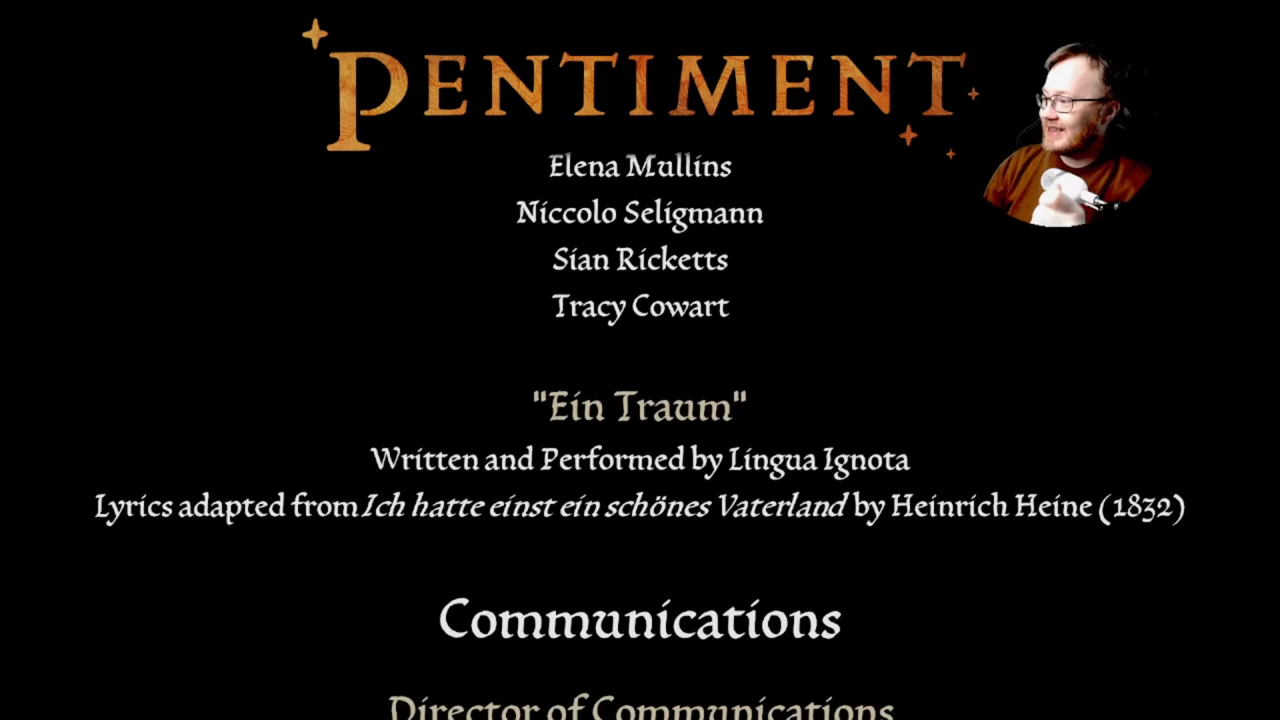 PENTIMENT
Elena Mullins
Niccolo Seligmann
Sian Ricketts
Tracy Cowart
"Ein Traum"
Written and Performed by Lingua Ignota
Lyrics adapted from Ich hatte einst ein schönes Vaterland by Heinrich Heine (1832)
Communications
Director of Communications